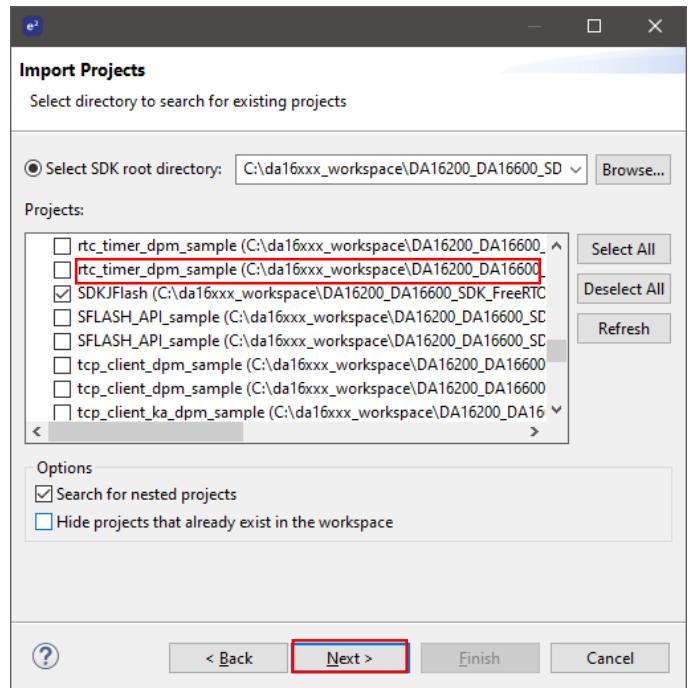 e²
Import Projects
Select directory to search for existing projects
Select SDK root directory: C:\da16xxx_workspace\DA16200_DA16600_SD Browse...
Projects:
rtc_timer_dpm_sample (C:\da16xxx_workspace\DA16200_DA16600_
rtc_timer_dpm_sample (C:\da16xxx_workspace\DA16200_DA16600_
SDKJFlash (C:\da16xxx_workspace\DA16200_DA16600_SDK_FreeRTO
SFLASH_API_sample (C:\da16xxx_workspace\DA16200_DA16600_SD
SFLASH_API_sample (C:\da16xxx_workspace\DA16200_DA16600_SD
tcp_client_dpm_sample (C:\da16xxx_workspace\DA16200_DA16600
tcp_client_dpm_sample (C:\da16xxx_workspace\DA16200_DA16600
tcp_client_ka_dpm_sample (C:\da16xxx_workspace\DA16200_DA16
Select All
Deselect All
Refresh
Options
Search for nested projects
Hide projects that already exist in the workspace
? < Back Next > Finish Cancel